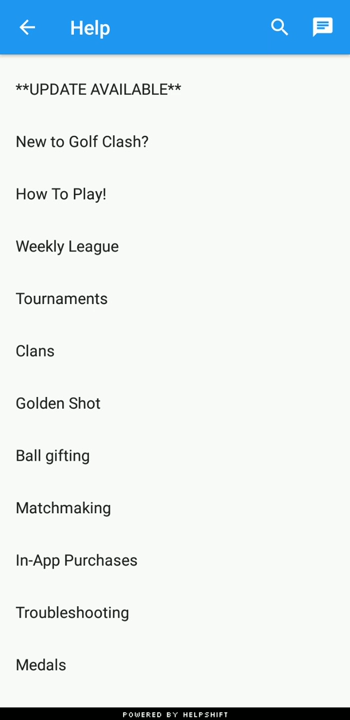 Help
**UPDATE AVAILABLE**
New to Golf Clash?
How To Play!
Weekly League
Tournaments
Clans
Golden Shot
Ball gifting
Matchmaking
In-App Purchases
Troubleshooting
Medals
POWERED BY HELPSHIFT